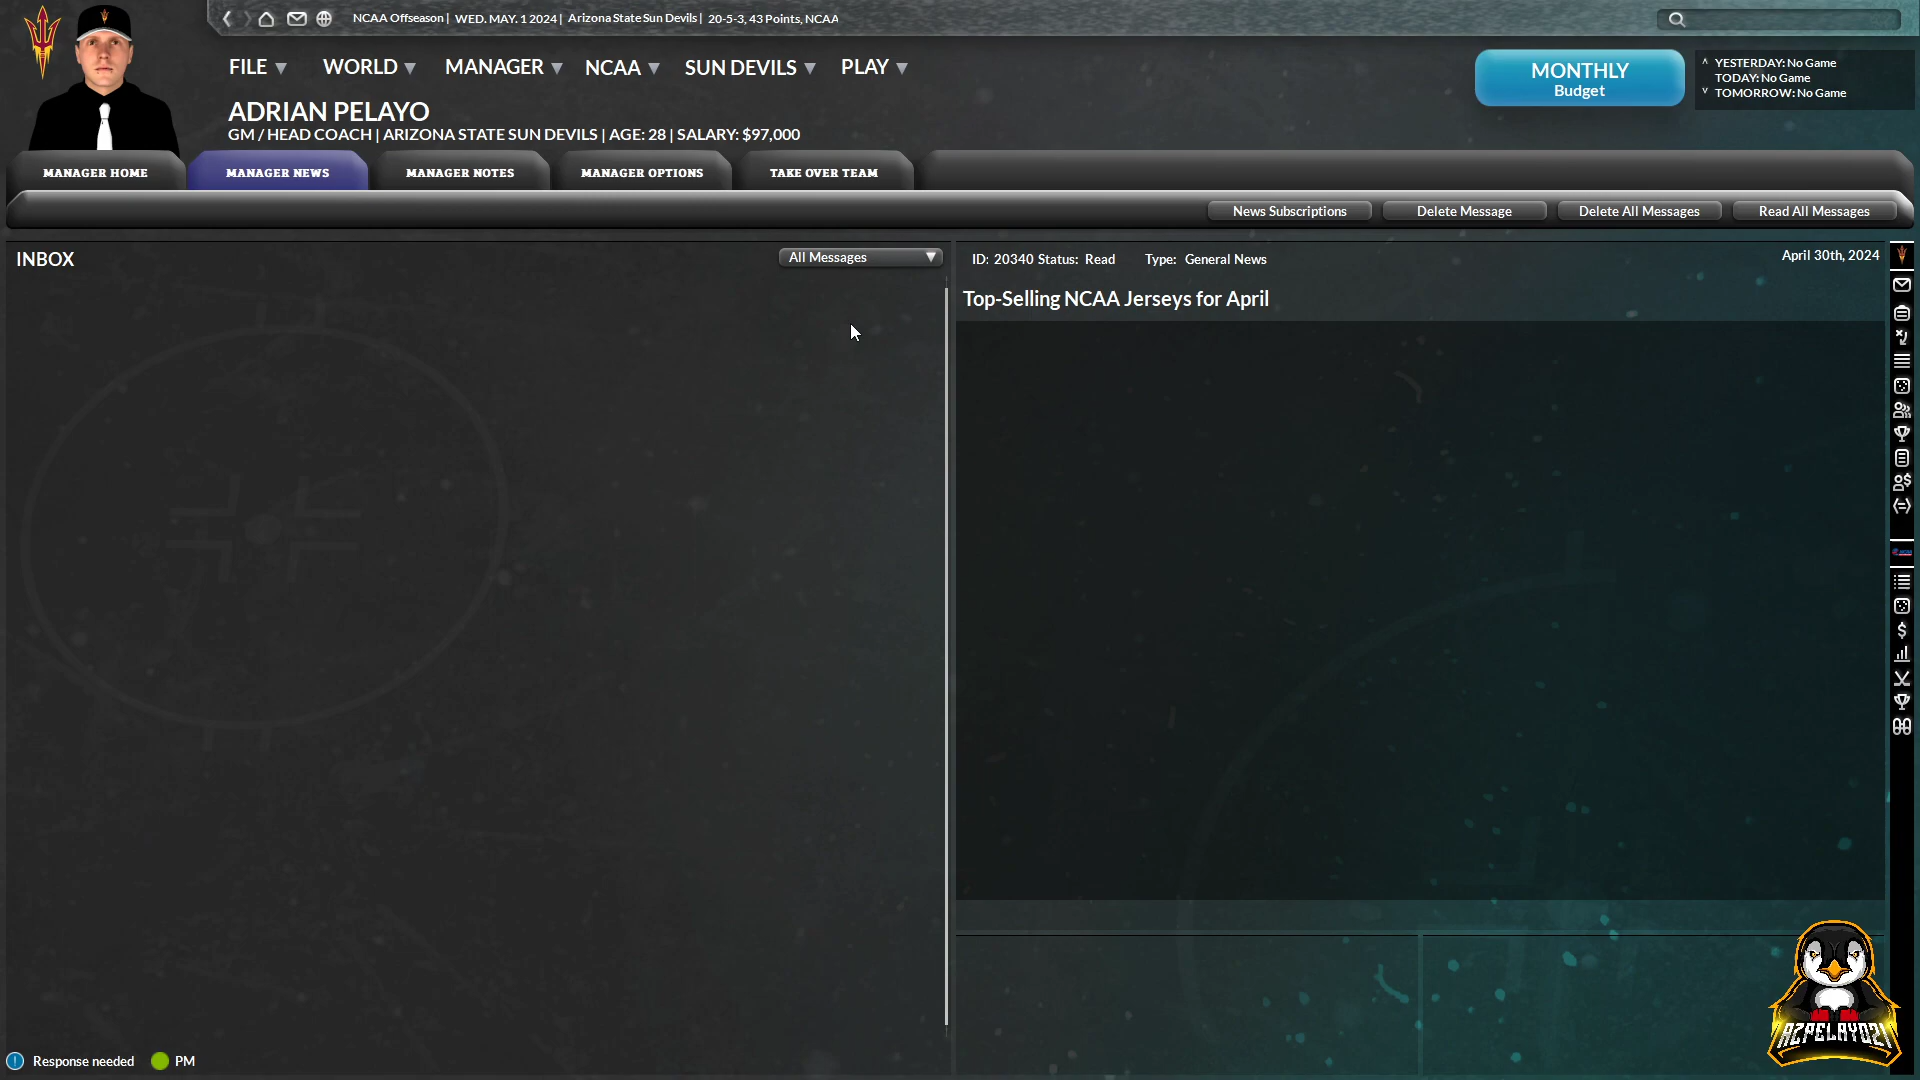 NCAA Offseason | WED. MAY. 1 2024 | Arizona State Sun Devils | 20-5-3, 43 Points, NCAA
FILE WORLD MANAGER NCAA SUN DEVILS PLAY
MONTHLY
Budget
YESTERDAY: No Game
TODAY: No Game
TOMORROW: No Game
ADRIAN PELAYO
GM / HEAD COACH | ARIZONA STATE SUN DEVILS | AGE: 28 | SALARY: $97,000
MANAGER HOME MANAGER NEWS MANAGER NOTES MANAGER OPTIONS TAKE OVER TEAM
News Subscriptions Delete Message Delete All Messages Read All Messages
INBOX
All Messages
ID: 20340 Status: Read Type: General News
April 30th, 2024
Top-Selling NCAA Jerseys for April
AZPELAYO21
Response needed PM